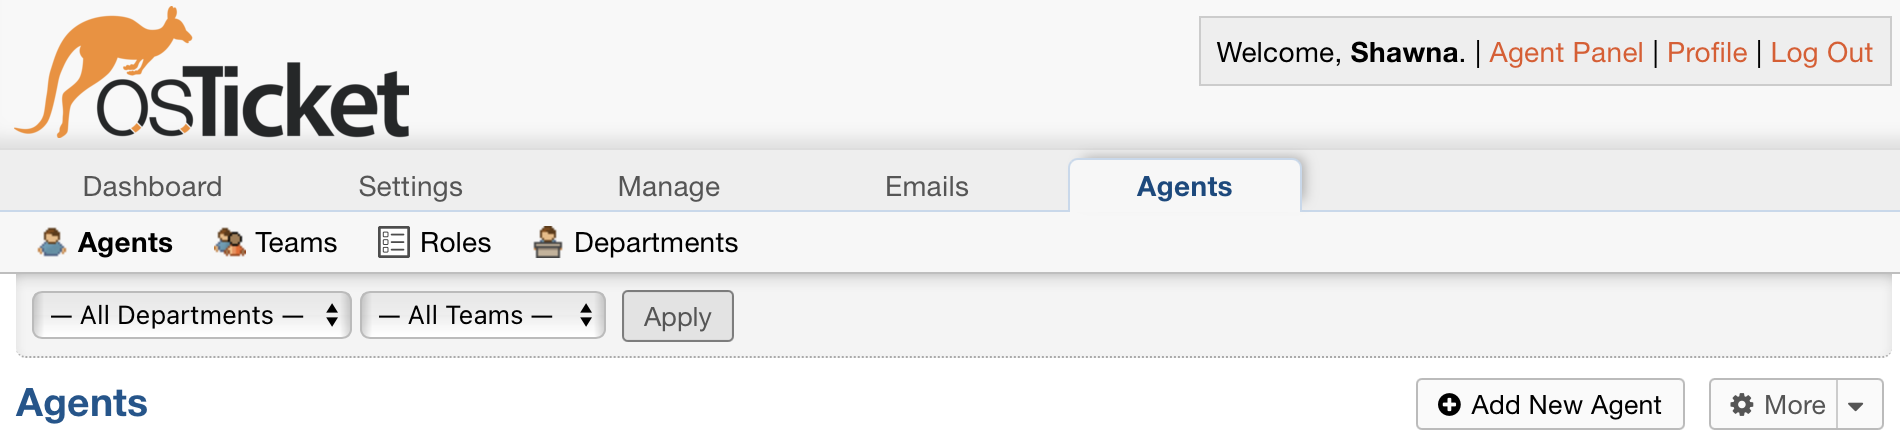 osTicket
Welcome, Shawna. | Agent Panel | Profile | Log Out
Dashboard Settings Manage Emails Agents
Agents Teams Roles Departments
— All Departments — — All Teams — Apply
Agents Add New Agent More